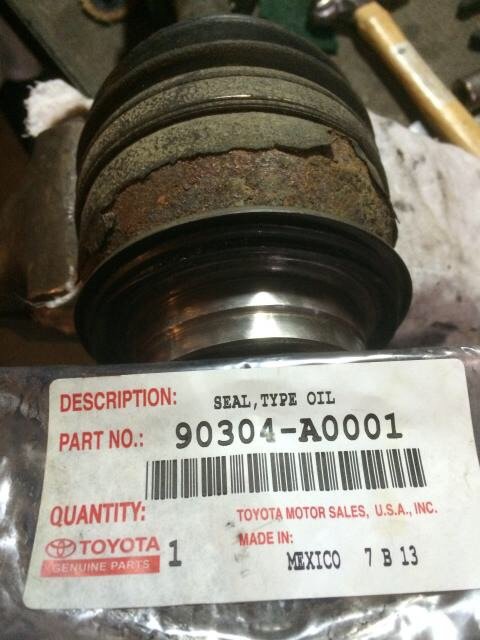 DESCRIPTION: SEAL,TYPE OIL
PART NO.: 90304-A0001
QUANTITY: TOYOTA MOTOR SALES, U.S.A., INC.
TOYOTA 1 MADE IN:
GENUINE PARTS MEXICO 7 B 13